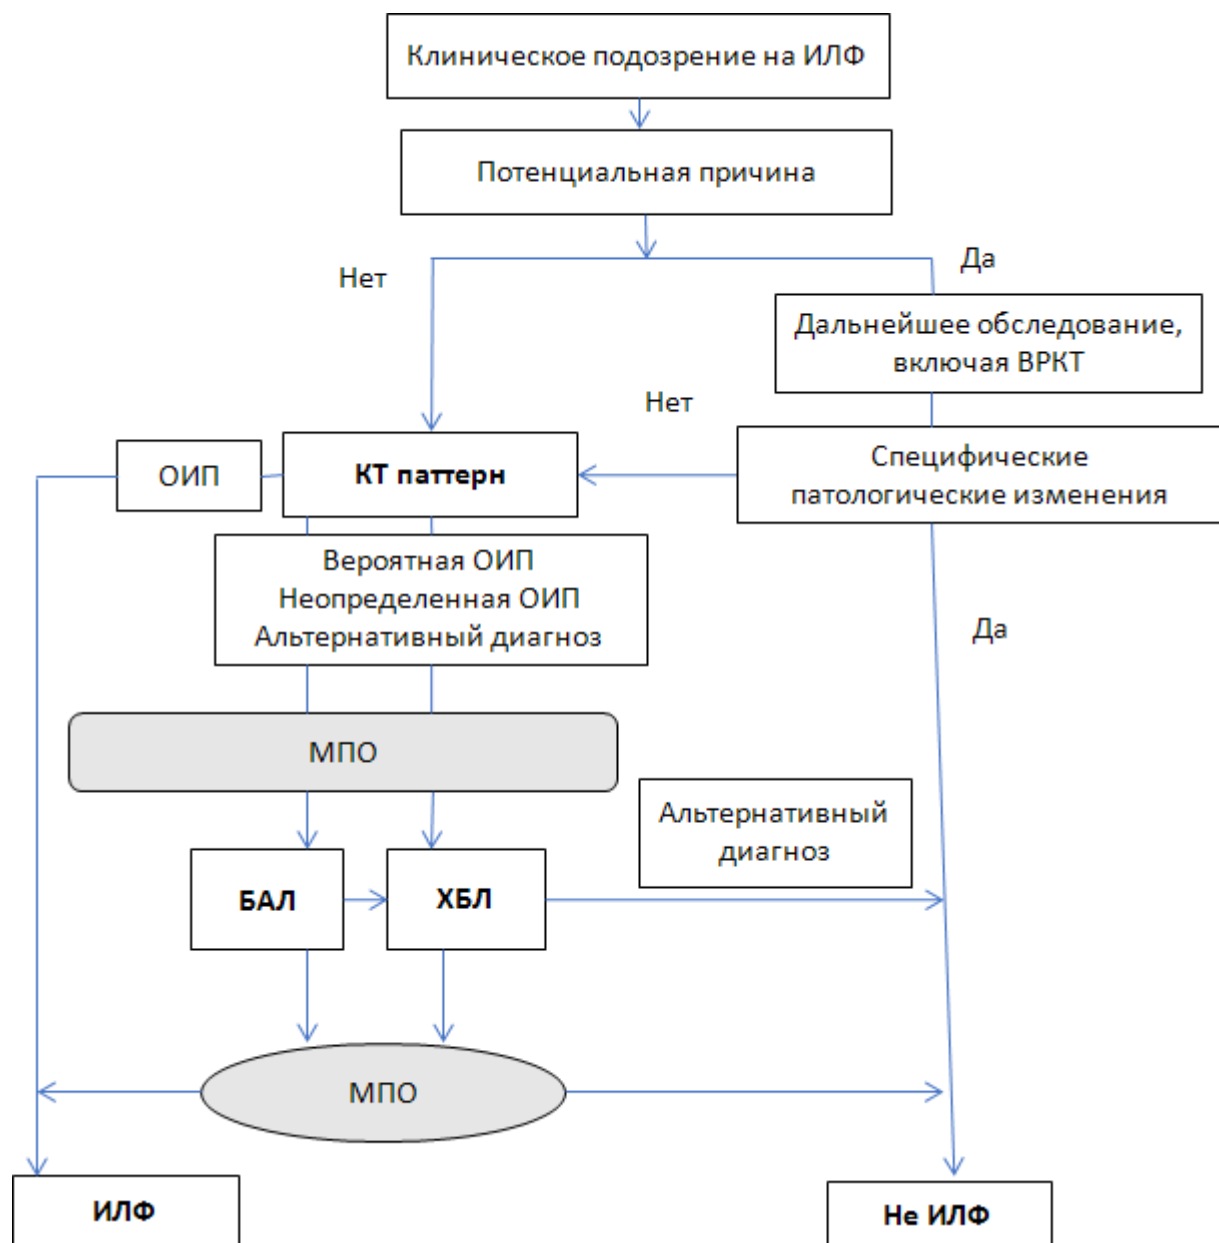 Клиническое подозрение на ИЛФ
Потенциальная причина
Нет
Да
Дальнейшее обследование,
включая ВРКТ
Нет
ОИП
КТ паттерн
Специфические
патологические изменения
Вероятная ОИП
Неопределенная ОИП
Альтернативный диагноз
Да
МПО
Альтернативный
диагноз
БАЛ
ХБЛ
МПО
ИЛФ
Не ИЛФ